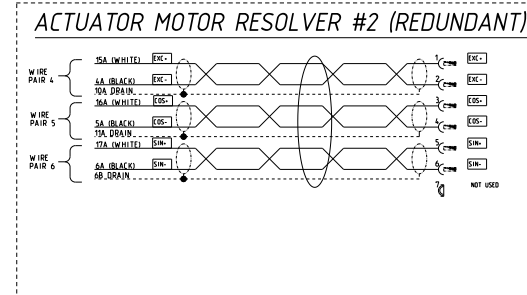 ACTUATOR MOTOR RESOLVER #2 (REDUNDANT)
15A (WHITE) EXC+ 1 EXC+
WIRE PAIR 4
4A (BLACK) EXC- 2 EXC-
10A DRAIN
16A (WHITE) COS+ 3 COS+
WIRE PAIR 5
5A (BLACK) COS- 4 COS-
11A DRAIN
17A (WHITE) SIN+ 5 SIN+
WIRE PAIR 6
6A (BLACK) SIN- 6 SIN-
6B DRAIN
7 NOT USED